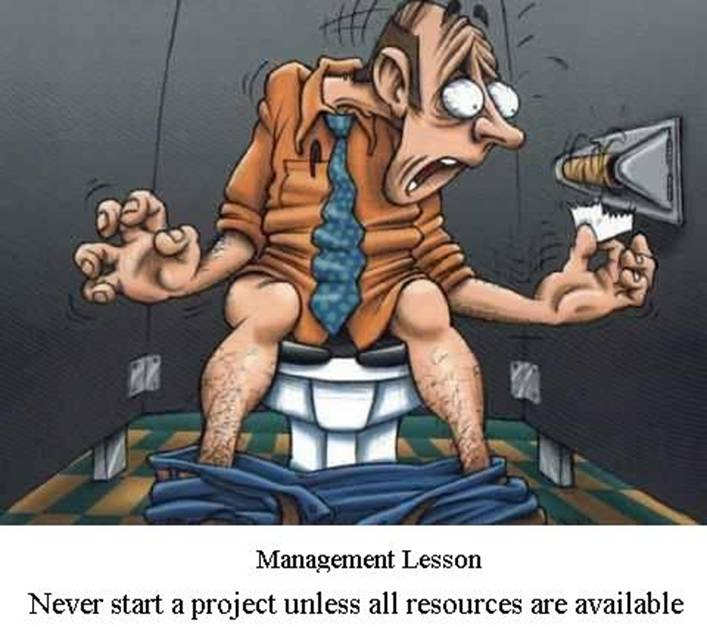 Management Lesson
Never start a project unless all resources are available